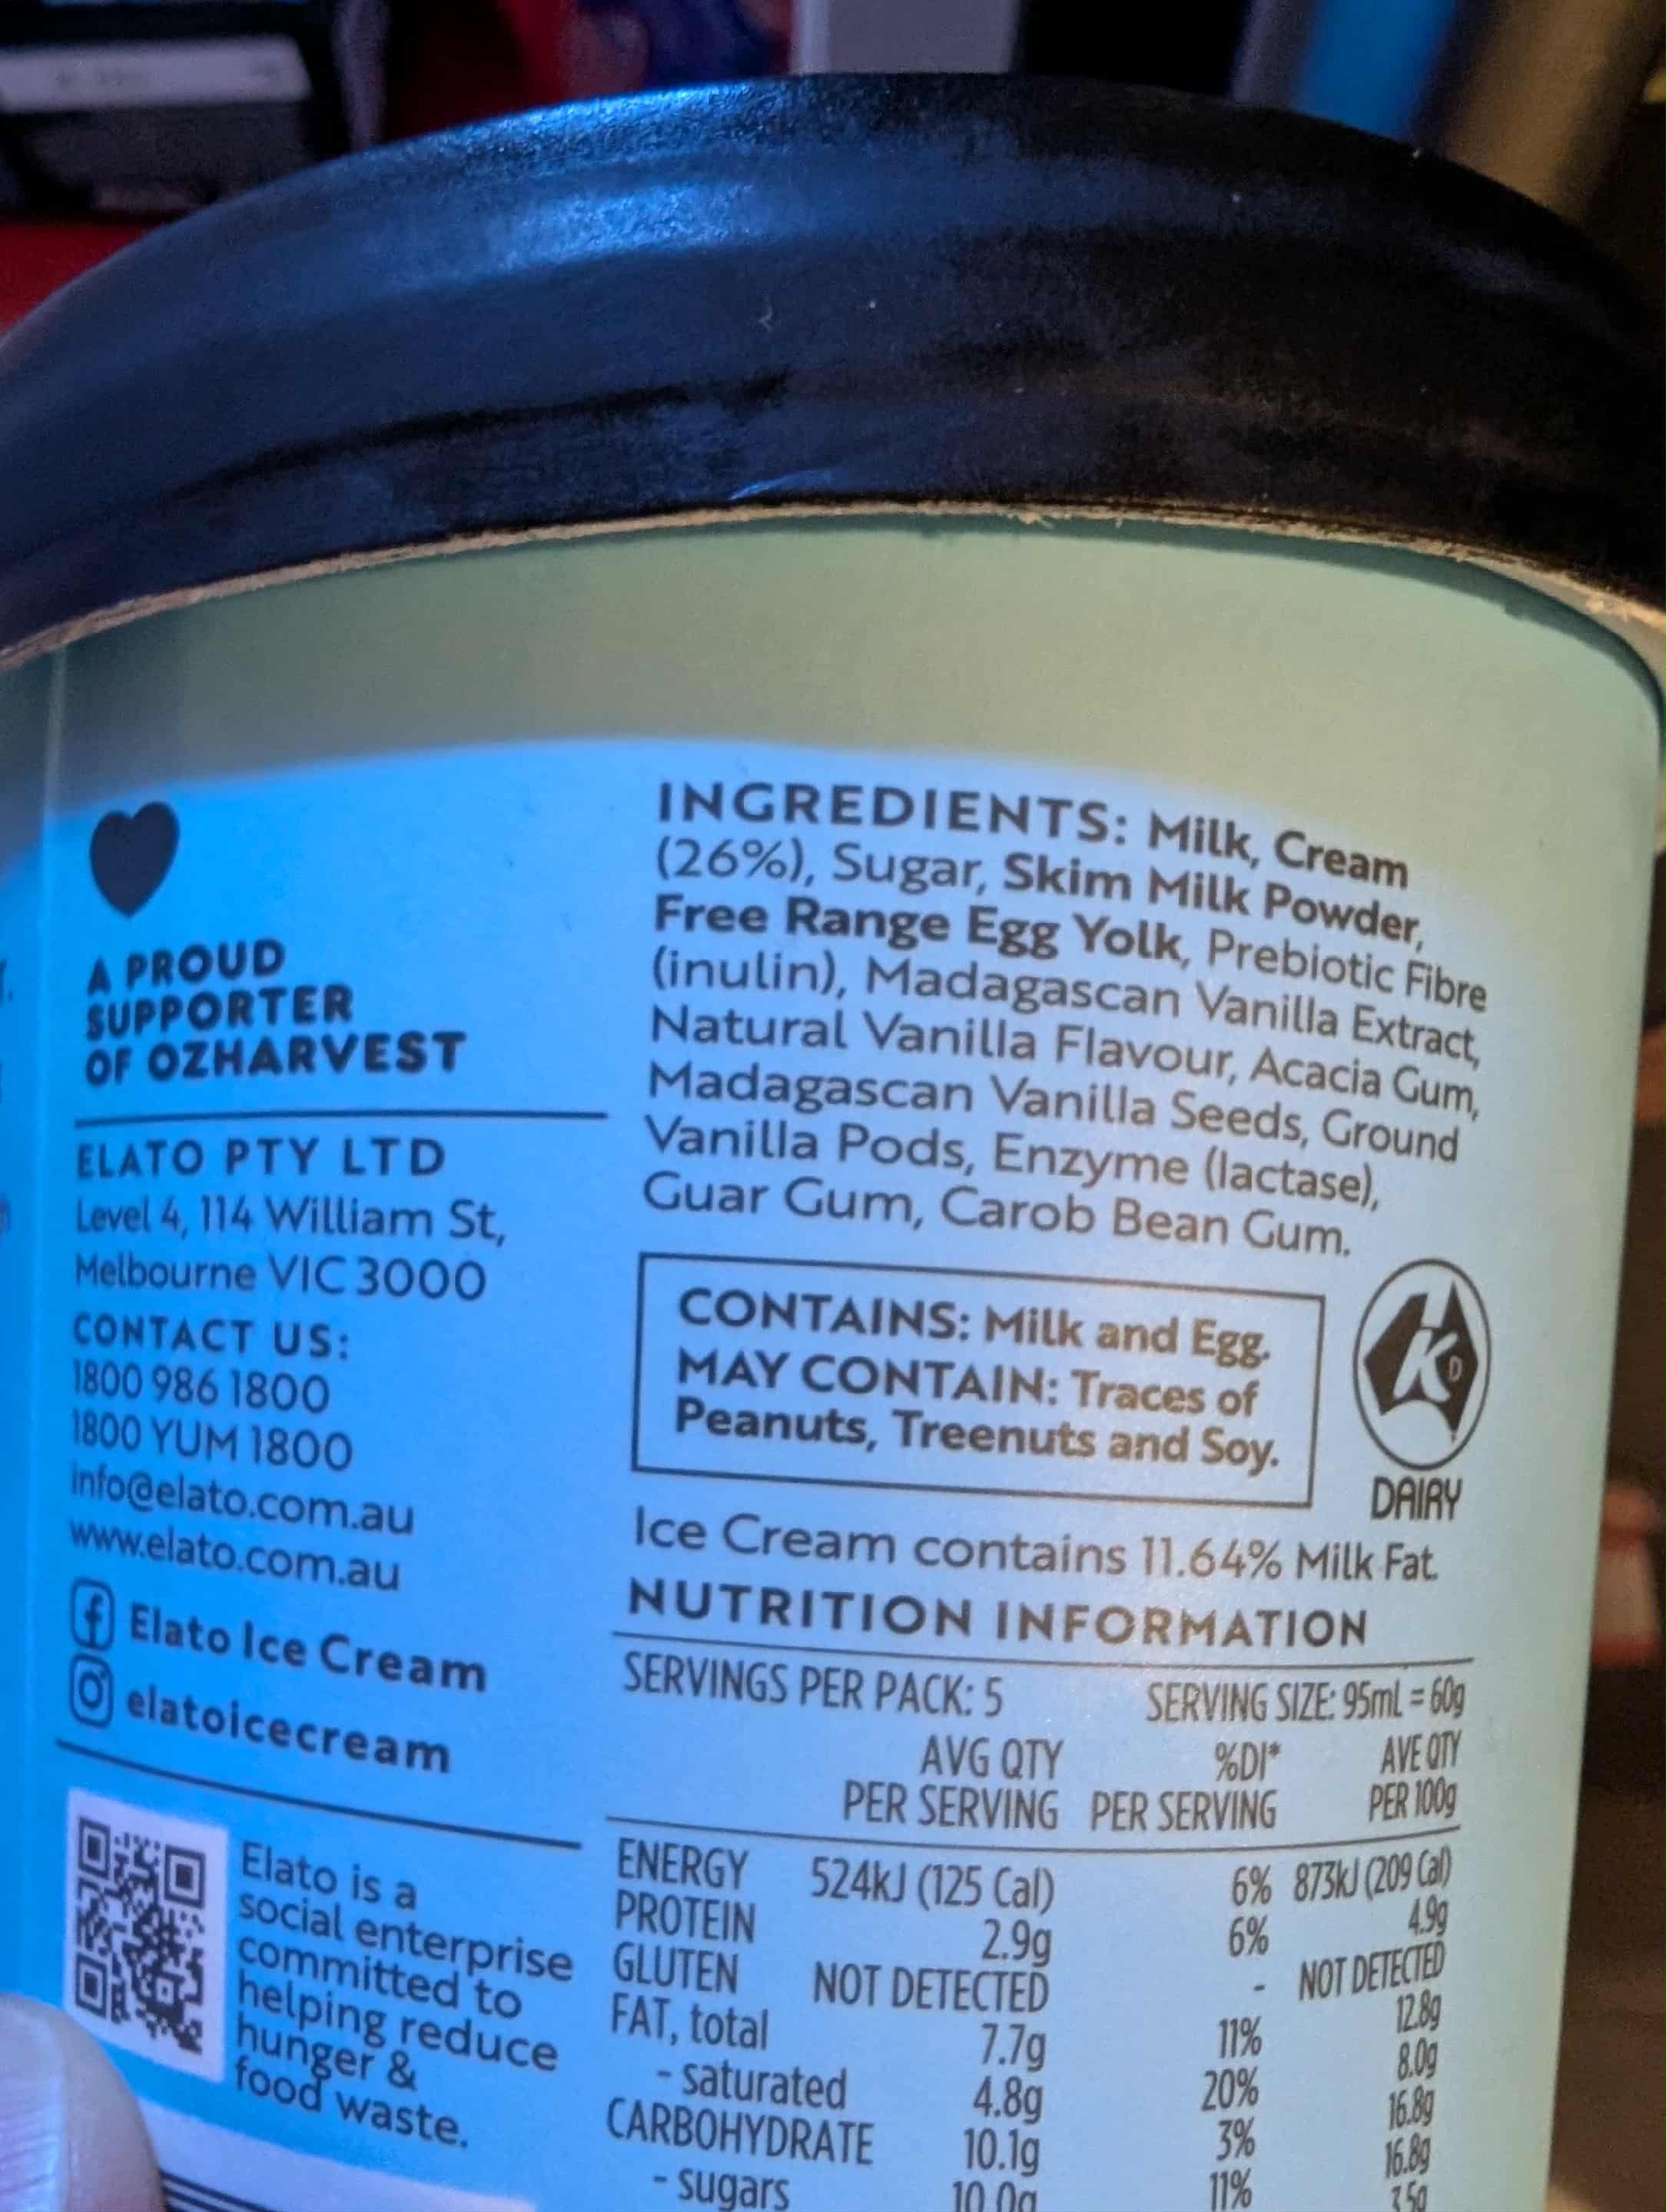 A PROUD
SUPPORTER
OF OZHARVEST
ELATO PTY LTD
Level 4, 114 William St,
Melbourne VIC 3000
CONTACT US:
1800 986 1800
1800 YUM 1800
info@elato.com.au
www.elato.com.au
Elato Ice Cream
elatoicecream
Elato is a
social enterprise
committed to
helping reduce
hunger &
food waste.
INGREDIENTS: Milk, Cream
(26%), Sugar, Skim Milk Powder,
Free Range Egg Yolk, Prebiotic Fibre
(inulin), Madagascan Vanilla Extract,
Natural Vanilla Flavour, Acacia Gum,
Madagascan Vanilla Seeds, Ground
Vanilla Pods, Enzyme (lactase),
Guar Gum, Carob Bean Gum.
CONTAINS: Milk and Egg.
MAY CONTAIN: Traces of
Peanuts, Treenuts and Soy.
K D
DAIRY
Ice Cream contains 11.64% Milk Fat.
NUTRITION INFORMATION
SERVINGS PER PACK: 5 SERVING SIZE: 95mL = 60g
AVG QTY %DI* AVE QTY
PER SERVING PER SERVING PER 100g
ENERGY 524kJ (125 Cal) 6% 873kJ (209 Cal)
PROTEIN 2.9g 6% 4.9g
GLUTEN NOT DETECTED - NOT DETECTED
FAT, total 7.7g 11% 12.8g
- saturated 4.8g 20% 8.0g
CARBOHYDRATE 10.1g 3% 16.8g
- sugars 10.0g 11% 16.8g